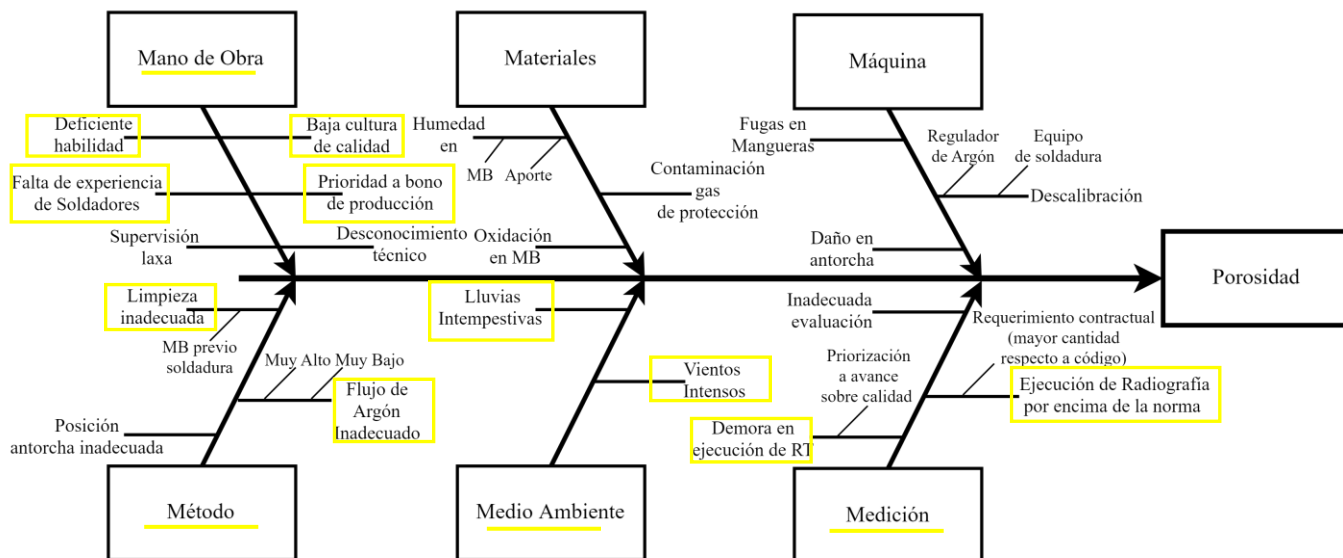 Mano de Obra
Materiales
Máquina
Deficiente
habilidad
Baja cultura
de calidad
Falta de experiencia
de Soldadores
Prioridad a bono
de producción
Supervisión
laxa
Desconocimiento
técnico
Humedad
en
MB
Aporte
Contaminación
gas
de protección
Oxidación
en MB
Fugas en
Mangueras
Regulador
de Argón
Equipo
de soldadura
Descalibración
Daño en
antorcha
Porosidad
Limpieza
inadecuada
MB previo
soldadura
Muy Alto
Muy Bajo
Flujo de
Argón
Inadecuado
Posición
antorcha inadecuada
Lluvias
Intempestivas
Vientos
Intensos
Inadecuada
evaluación
Requerimiento contractual
(mayor cantidad
respecto a código)
Priorización
a avance
sobre calidad
Ejecución de Radiografía
por encima de la norma
Demora en
ejecución de RT
Método
Medio Ambiente
Medición